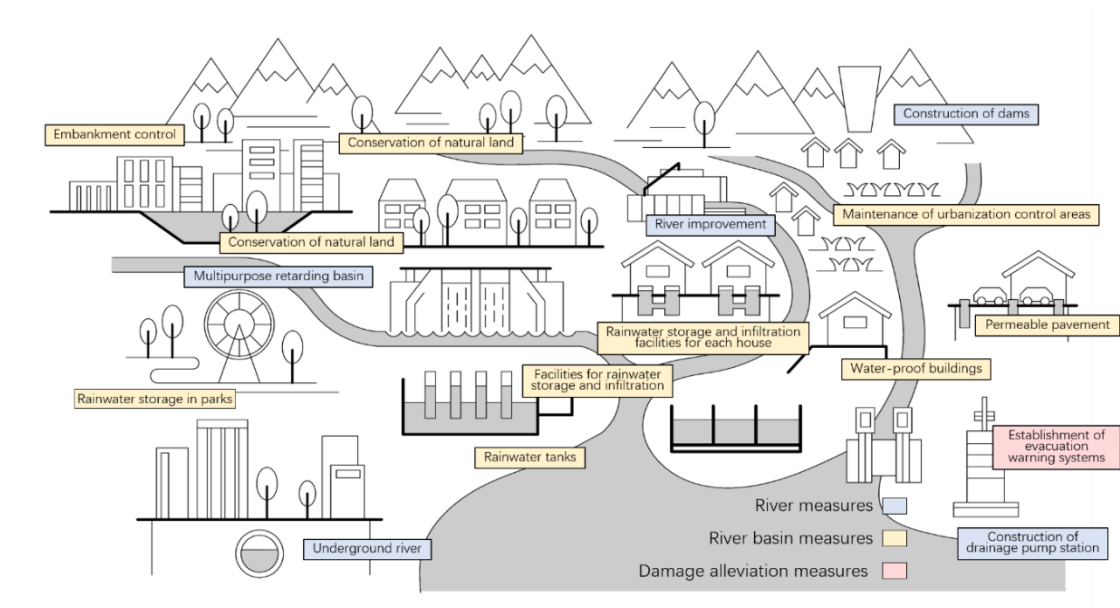 Construction of dams
Embankment control
Conservation of natural land
Maintenance of urbanization control areas
River improvement
Conservation of natural land
Multipurpose retarding basin
Permeable pavement
Rainwater storage and infiltration
facilities for each house
Water-proof buildings
Facilities for rainwater
storage and infiltration
Rainwater storage in parks
Establishment of
evacuation
warning systems
Rainwater tanks
River measures
River basin measures
Construction of
drainage pump station
Underground river
Damage alleviation measures